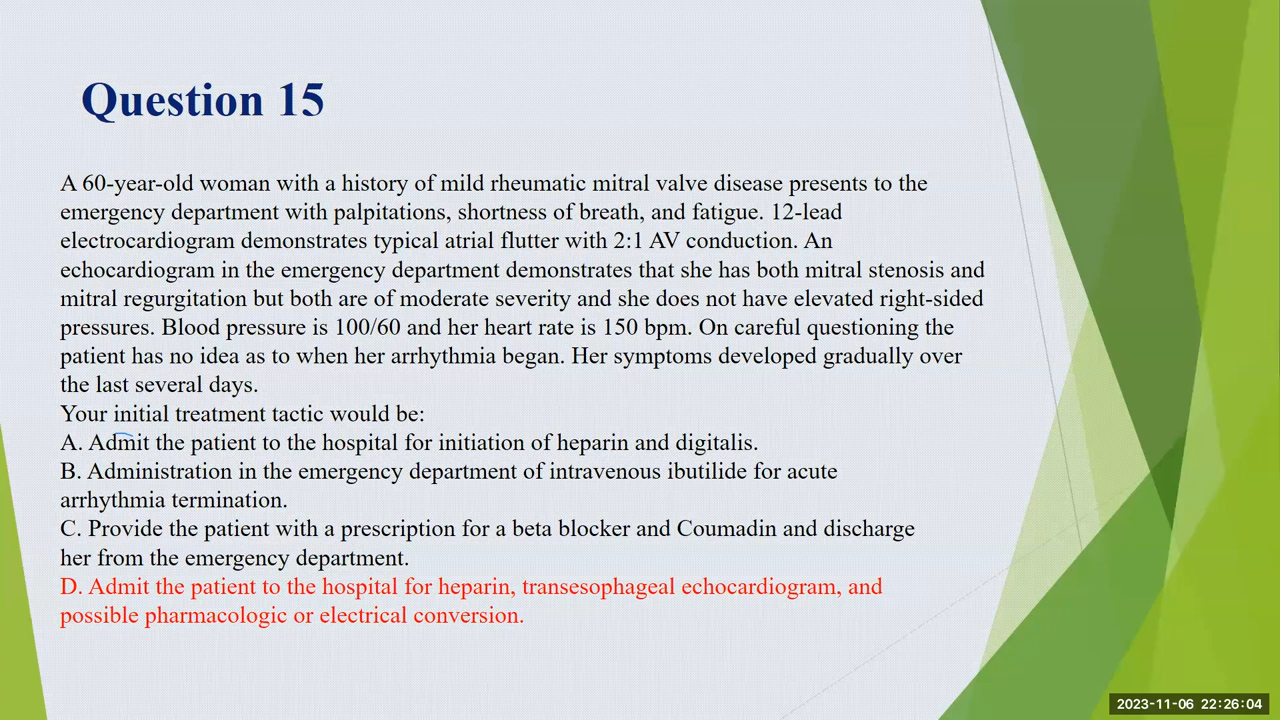 Question 15
A 60-year-old woman with a history of mild rheumatic mitral valve disease presents to the
emergency department with palpitations, shortness of breath, and fatigue. 12-lead
electrocardiogram demonstrates typical atrial flutter with 2:1 AV conduction. An
echocardiogram in the emergency department demonstrates that she has both mitral stenosis and
mitral regurgitation but both are of moderate severity and she does not have elevated right-sided
pressures. Blood pressure is 100/60 and her heart rate is 150 bpm. On careful questioning the
patient has no idea as to when her arrhythmia began. Her symptoms developed gradually over
the last several days.
Your initial treatment tactic would be:
A. Admit the patient to the hospital for initiation of heparin and digitalis.
B. Administration in the emergency department of intravenous ibutilide for acute
arrhythmia termination.
C. Provide the patient with a prescription for a beta blocker and Coumadin and discharge
her from the emergency department.
D. Admit the patient to the hospital for heparin, transesophageal echocardiogram, and
possible pharmacologic or electrical conversion.
2023-11-06 22:26:04